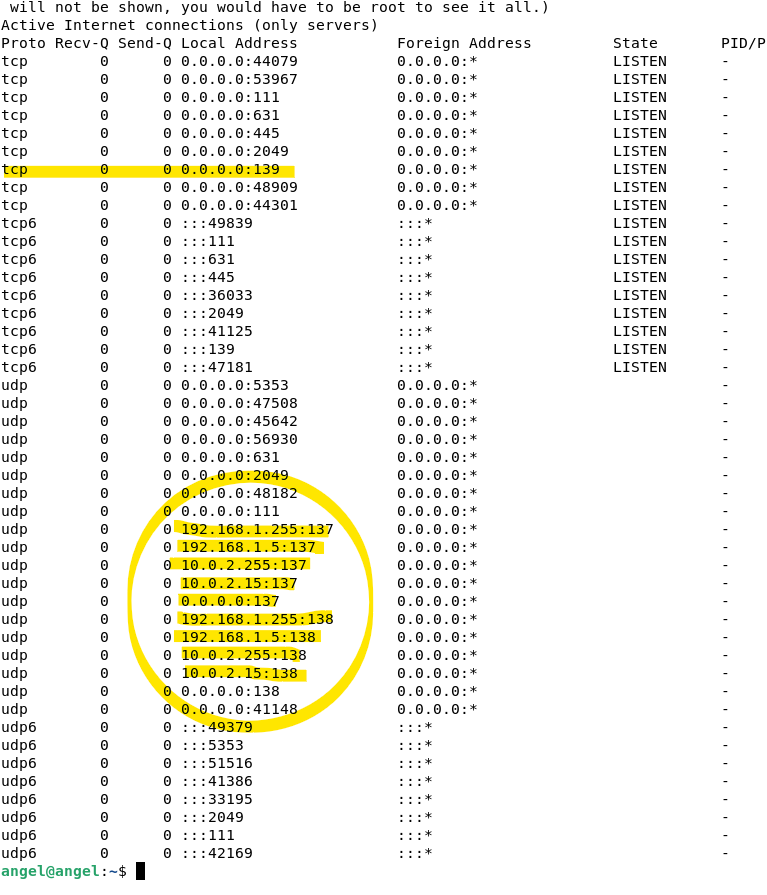 will not be shown, you would have to be root to see it all.)
Active Internet connections (only servers)
Proto Recv-Q Send-Q Local Address           Foreign Address         State       PID/P
tcp        0      0 0.0.0.0:44079           0.0.0.0:*               LISTEN      -
tcp        0      0 0.0.0.0:53967           0.0.0.0:*               LISTEN      -
tcp        0      0 0.0.0.0:111             0.0.0.0:*               LISTEN      -
tcp        0      0 0.0.0.0:631             0.0.0.0:*               LISTEN      -
tcp        0      0 0.0.0.0:445             0.0.0.0:*               LISTEN      -
tcp        0      0 0.0.0.0:2049            0.0.0.0:*               LISTEN      -
tcp        0      0 0.0.0.0:139             0.0.0.0:*               LISTEN      -
tcp        0      0 0.0.0.0:48909           0.0.0.0:*               LISTEN      -
tcp        0      0 0.0.0.0:44301           0.0.0.0:*               LISTEN      -
tcp6       0      0 :::49839                :::*                    LISTEN      -
tcp6       0      0 :::111                  :::*                    LISTEN      -
tcp6       0      0 :::631                  :::*                    LISTEN      -
tcp6       0      0 :::445                  :::*                    LISTEN      -
tcp6       0      0 :::36033                :::*                    LISTEN      -
tcp6       0      0 :::2049                 :::*                    LISTEN      -
tcp6       0      0 :::41125                :::*                    LISTEN      -
tcp6       0      0 :::139                  :::*                    LISTEN      -
tcp6       0      0 :::47181                :::*                    LISTEN      -
udp        0      0 0.0.0.0:5353            0.0.0.0:*                           -
udp        0      0 0.0.0.0:47508           0.0.0.0:*                           -
udp        0      0 0.0.0.0:45642           0.0.0.0:*                           -
udp        0      0 0.0.0.0:56930           0.0.0.0:*                           -
udp        0      0 0.0.0.0:631             0.0.0.0:*                           -
udp        0      0 0.0.0.0:2049            0.0.0.0:*                           -
udp        0      0 0.0.0.0:48182           0.0.0.0:*                           -
udp        0      0 0.0.0.0:111             0.0.0.0:*                           -
udp        0      0 192.168.1.255:137       0.0.0.0:*                           -
udp        0      0 192.168.1.5:137         0.0.0.0:*                           -
udp        0      0 10.0.2.255:137          0.0.0.0:*                           -
udp        0      0 10.0.2.15:137           0.0.0.0:*                           -
udp        0      0 0.0.0.0:137             0.0.0.0:*                           -
udp        0      0 192.168.1.255:138       0.0.0.0:*                           -
udp        0      0 192.168.1.5:138         0.0.0.0:*                           -
udp        0      0 10.0.2.255:138          0.0.0.0:*                           -
udp        0      0 10.0.2.15:138           0.0.0.0:*                           -
udp        0      0 0.0.0.0:138             0.0.0.0:*                           -
udp        0      0 0.0.0.0:41148           0.0.0.0:*                           -
udp6       0      0 :::49379                :::*                                -
udp6       0      0 :::5353                 :::*                                -
udp6       0      0 :::51516                :::*                                -
udp6       0      0 :::41386                :::*                                -
udp6       0      0 :::33195                :::*                                -
udp6       0      0 :::2049                 :::*                                -
udp6       0      0 :::111                  :::*                                -
udp6       0      0 :::42169                :::*                                -
angel@angel:~$